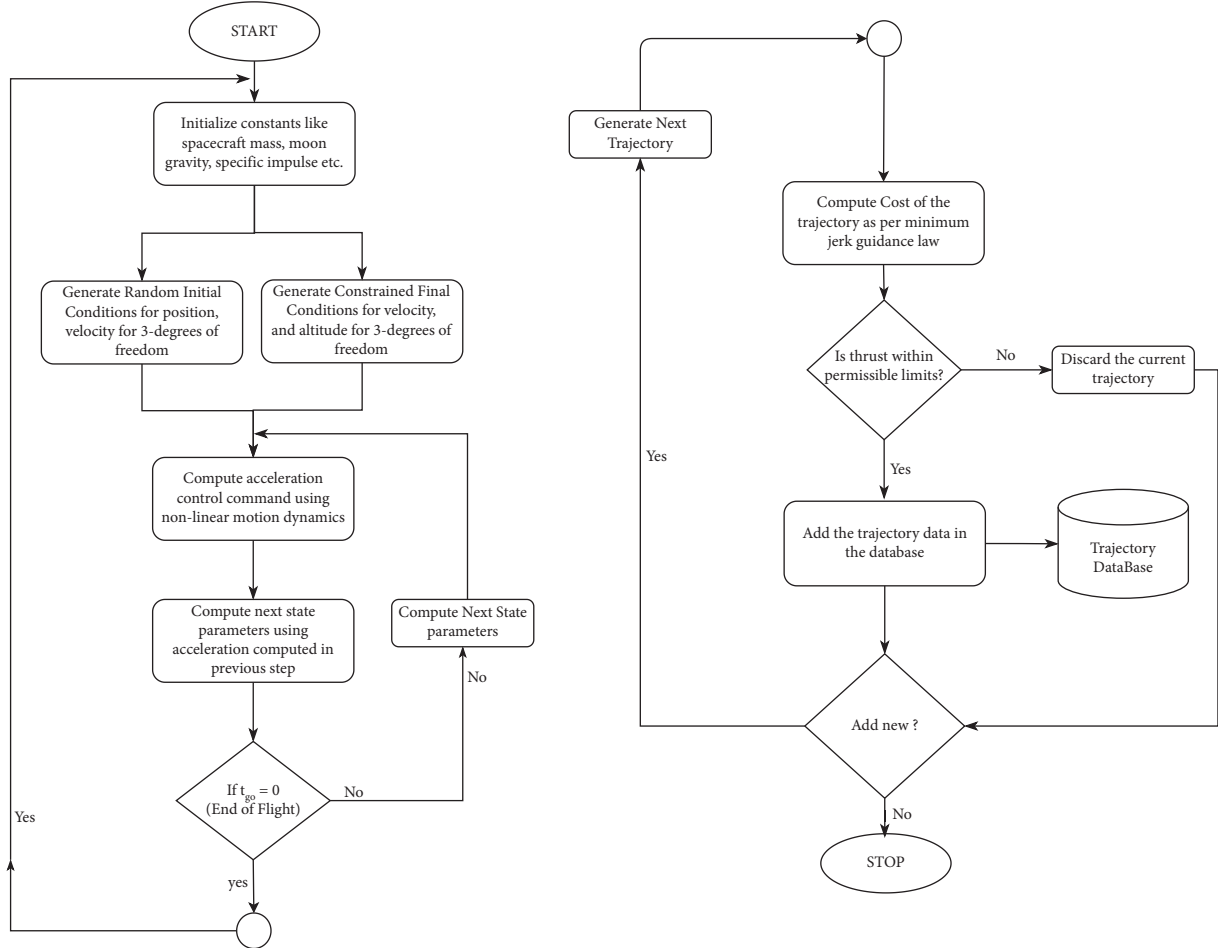 START
Initialize constants like
spacecraft mass, moon
gravity, specific impulse etc.
Generate Random Initial
Conditions for position,
velocity for 3-degrees of
freedom
Generate Constrained Final
Conditions for velocity,
and altitude for 3-degrees of
freedom
Compute acceleration
control command using
non-linear motion dynamics
Compute next state
parameters using
acceleration computed in
previous step
Compute Next State
parameters
No
If t_go = 0
(End of Flight)
No
Yes
yes
Generate Next
Trajectory
Compute Cost of the
trajectory as per minimum
jerk guidance law
Is thrust within
permissible limits?
No
Discard the current
trajectory
Yes
Yes
Add the trajectory data in
the database
Trajectory
DataBase
Add new ?
No
STOP